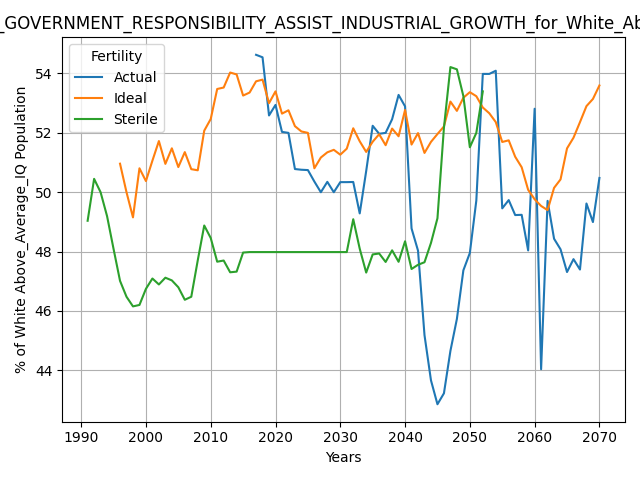 _GOVERNMENT_RESPONSIBILITY_ASSIST_INDUSTRIAL_GROWTH_for_White_Ab
Fertility
Actual
Ideal
Sterile
% of White Above_Average_IQ Population
54
52
50
48
46
44
1990 2000 2010 2020 2030 2040 2050 2060 2070
Years